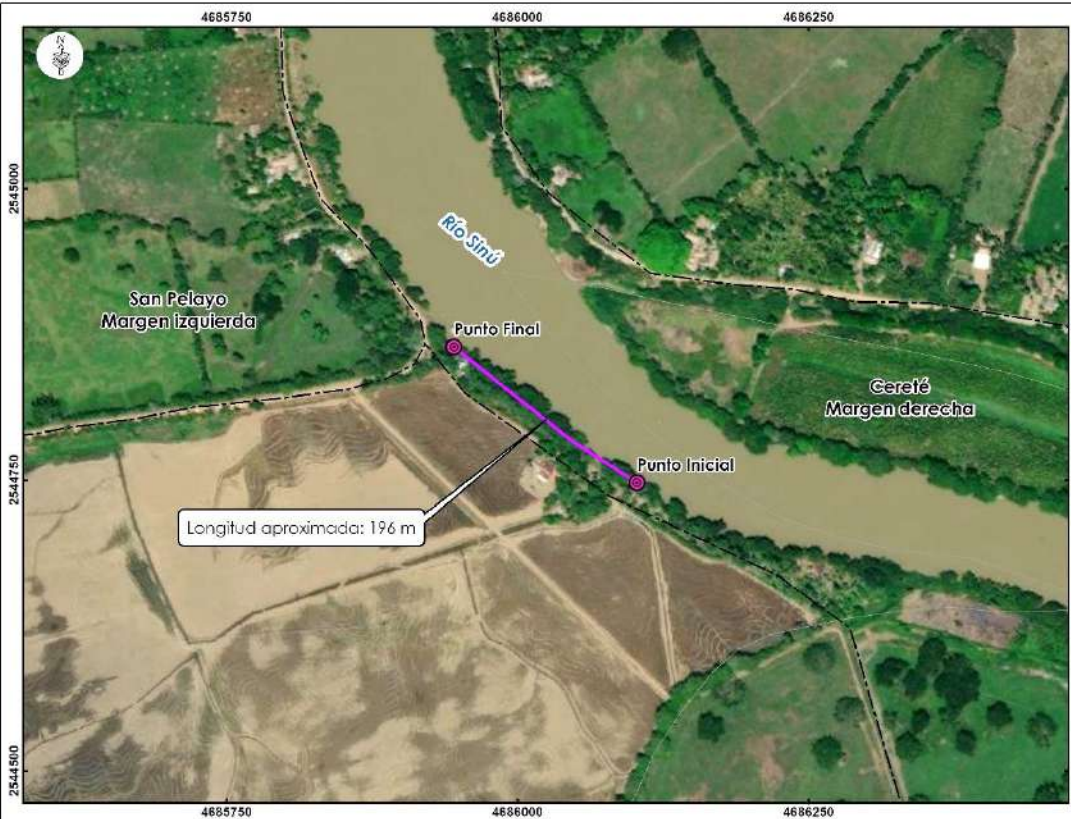 4685750
4686000
4686250
N
2545000
Río Sinú
San Pelayo
Margen izquierda
Punto Final
Cereté
Margen derecha
2544750
Punto Inicial
Longitud aproximada: 196 m
2544500
4685750
4686000
4686250